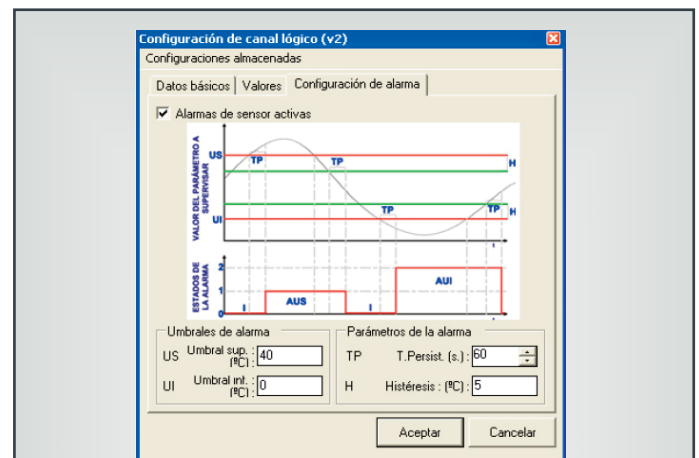 Configuración de canal lógico (v2)
Configuraciones almacenadas
Datos básicos Valores Configuración de alarma
Alarmas de sensor activas
VALOR DEL PARÁMETRO A SUPERVISAR
US
TP
TP
H
UI
TP
TP
H
ESTADOS DE LA ALARMA
2
1
0
I
AUS
I
AUI
Umbrales de alarma
US Umbral sup. : (ºC) : 40
UI Umbral inf. : (ºC) : 0
Parámetros de la alarma
TP T.Persist. (s.) : 60
H Histéresis : (ºC) : 5
Aceptar Cancelar